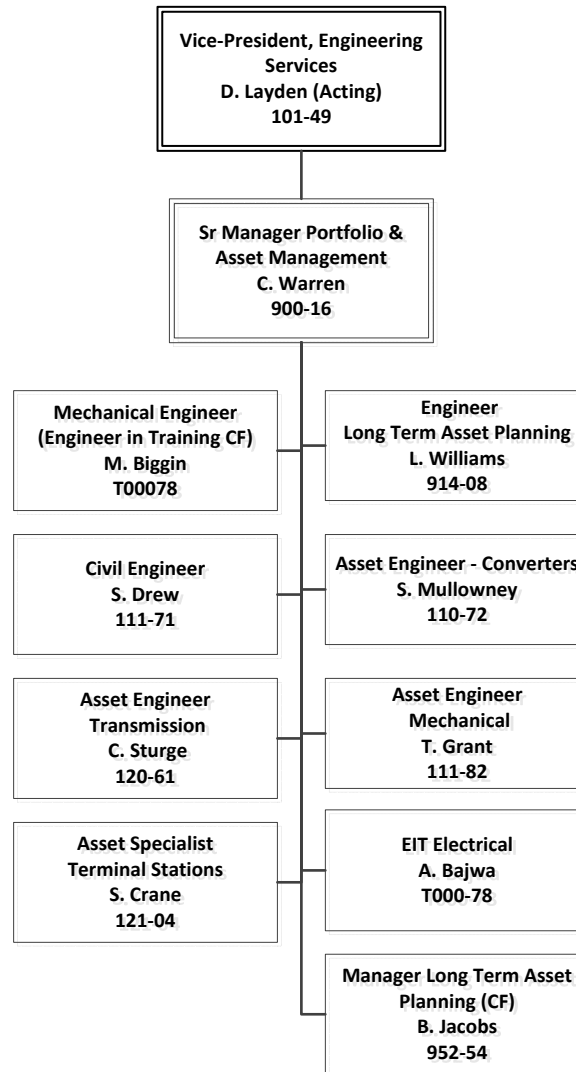 Vice-President, Engineering
Services
D. Layden (Acting)
101-49
Sr Manager Portfolio &
Asset Management
C. Warren
900-16
Mechanical Engineer
(Engineer in Training CF)
M. Biggin
T00078
Engineer
Long Term Asset Planning
L. Williams
914-08
Civil Engineer
S. Drew
111-71
Asset Engineer - Converters
S. Mullowney
110-72
Asset Engineer
Transmission
C. Sturge
120-61
Asset Engineer
Mechanical
T. Grant
111-82
Asset Specialist
Terminal Stations
S. Crane
121-04
EIT Electrical
A. Bajwa
T000-78
Manager Long Term Asset
Planning (CF)
B. Jacobs
952-54